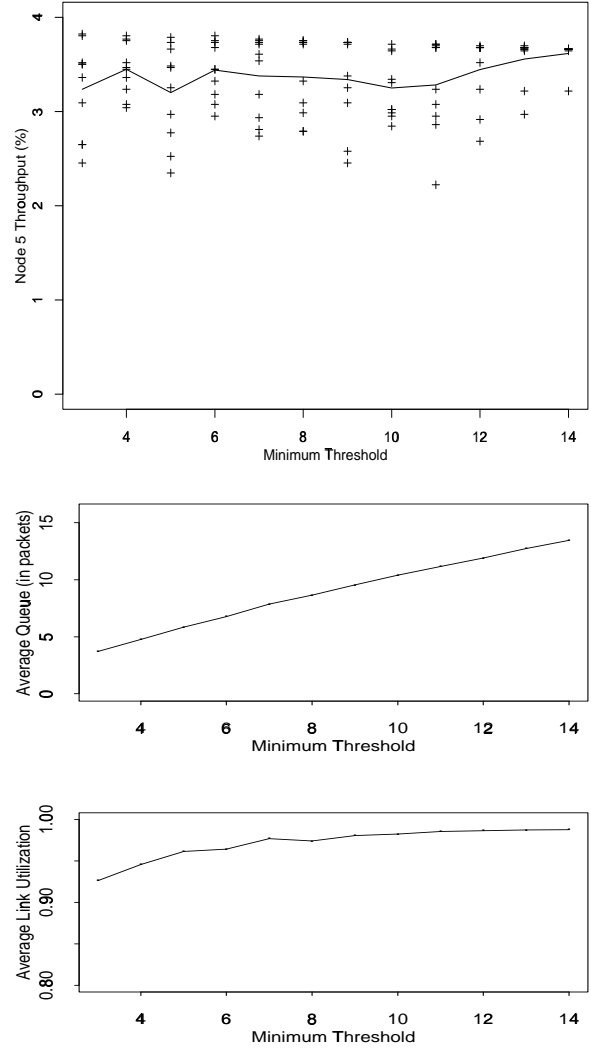 Node 5 Throughput (%)
4
3
2
1
0
4 6 8 10 12 14
Minimum Threshold
Average Queue (in packets)
15
10
5
0
4 6 8 10 12 14
Minimum Threshold
Average Link Utilization
1.00
0.90
0.80
4 6 8 10 12 14
Minimum Threshold